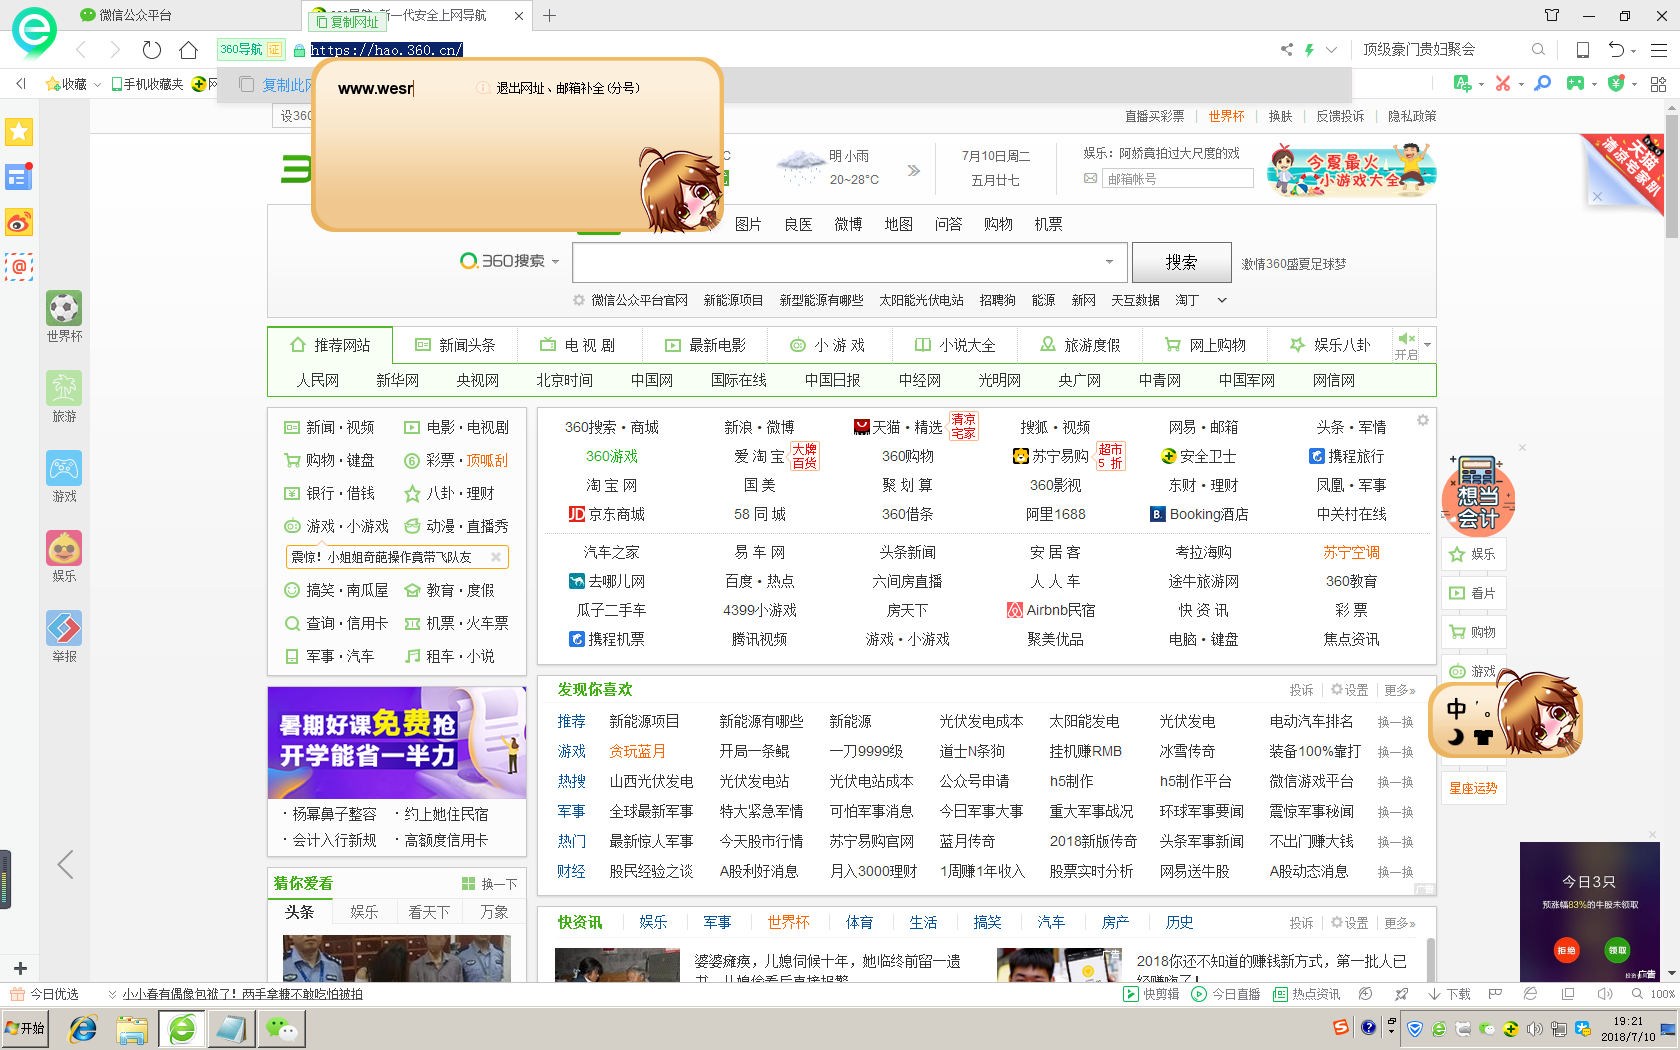 微信公众平台
360导航_新一代安全上网导航
复制网址
360导航 证
https://hao.360.cn/
顶级豪门贵妇聚会
收藏
手机收藏夹
复制此网
www.wesr
退出网址、邮箱补全(分号)
设360
直播买彩票 世界杯 换肤 反馈投诉 隐私政策
明 小雨
20~28°C
7月10日周二
五月廿七
娱乐：阿娇竟拍过大尺度的戏
邮箱帐号
今夏最火
小游戏大全
天猫
清凉宅家趴
图片 良医 微博 地图 问答 购物 机票
360搜索
搜索
激情360盛夏足球梦
微信公众平台官网 新能源项目 新型能源有哪些 太阳能光伏电站 招聘狗 能源 新网 天互数据 淘丁
推荐网站 新闻头条 电 视 剧 最新电影 小 游 戏 小说大全 旅游度假 网上购物 娱乐八卦 开启
人民网 新华网 央视网 北京时间 中国网 国际在线 中国日报 中经网 光明网 央广网 中青网 中国军网 网信网
世界杯
旅游
游戏
娱乐
举报
新闻·视频 电影·电视剧
购物·键盘 彩票·顶呱刮
银行·借钱 八卦·理财
游戏·小游戏 动漫·直播秀
震惊！小姐姐奇葩操作竟带飞队友
搞笑·南瓜屋 教育·度假
查询·信用卡 机票·火车票
军事·汽车 租车·小说
360搜索·商城 新浪·微博 天猫·精选 清凉宅家 搜狐·视频 网易·邮箱 头条·军情
360游戏 爱 淘 宝 大牌百货 360购物 苏宁易购 超市5 折 安全卫士 携程旅行
淘 宝 网 国 美 聚 划 算 360影视 东财·理财 凤凰·军事
JD 京东商城 58 同 城 360借条 阿里1688 B. Booking酒店 中关村在线
汽车之家 易 车 网 头条新闻 安 居 客 考拉海购 苏宁空调
去哪儿网 百度·热点 六间房直播 人 人 车 途牛旅游网 360教育
瓜子二手车 4399小游戏 房天下 Airbnb民宿 快 资 讯 彩 票
携程机票 腾讯视频 游戏·小游戏 聚美优品 电脑·键盘 焦点资讯
想当
会计
娱乐
看片
购物
游戏
中
星座运势
暑期好课免费抢
开学能省一半力
·杨幂鼻子整容 ·约上她住民宿
·会计入行新规 ·高额度信用卡
发现你喜欢 投诉 设置 更多»
推荐 新能源项目 新能源有哪些 新能源 光伏发电成本 太阳能发电 光伏发电 电动汽车排名 换一换
游戏 贪玩蓝月 开局一条鲲 一刀9999级 道士N条狗 挂机赚RMB 冰雪传奇 装备100%靠打 换一换
热搜 山西光伏发电 光伏发电站 光伏电站成本 公众号申请 h5制作 h5制作平台 微信游戏平台 换一换
军事 全球最新军事 特大紧急军情 可怕军事消息 今日军事大事 重大军事战况 环球军事要闻 震惊军事秘闻 换一换
热门 最新惊人军事 今天股市行情 苏宁易购官网 蓝月传奇 2018新版传奇 头条军事新闻 不出门赚大钱 换一换
财经 股民经验之谈 A股利好消息 月入3000理财 1周赚1年收入 股票实时分析 网易送牛股 A股动态消息 换一换
广告
猜你爱看 换一下
头条 娱乐 看天下 万象
快资讯 娱乐 军事 世界杯 体育 生活 搞笑 汽车 房产 历史 投诉 设置 更多»
婆婆瘫痪，儿媳伺候十年，她临终前留一遗
广告
2018你还不知道的赚钱新方式，第一批人已
经赚嗨了！
今日3只
预涨幅83%的牛股未领取
拒绝 领取
广告
今日优选
小小春有偶像包袱了！两手拿糖不敢吃怕被拍
快剪辑 今日直播 热点资讯 下载 100%
开始
19:21
2018/7/10